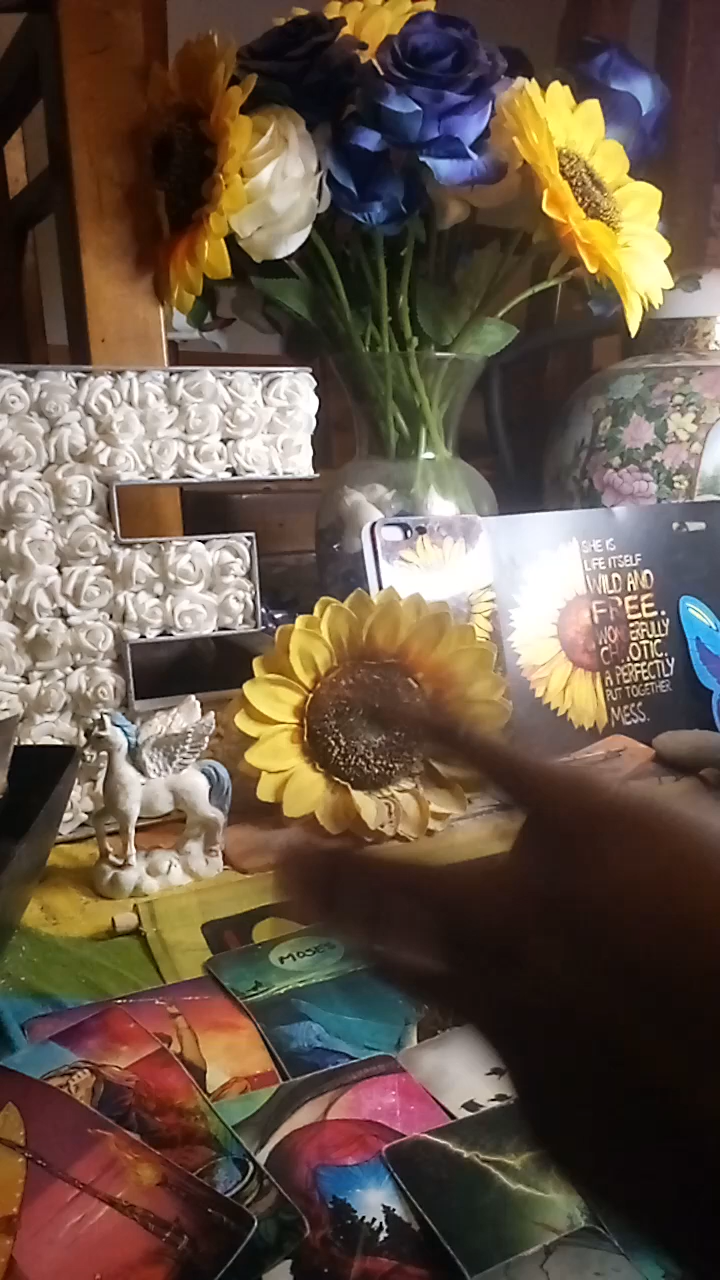 SHE IS
LIFE ITSELF
WILD AND
FREE.
WONDERFULLY
CHAOTIC.
A PERFECTLY
PUT TOGETHER
MESS.
MOSES